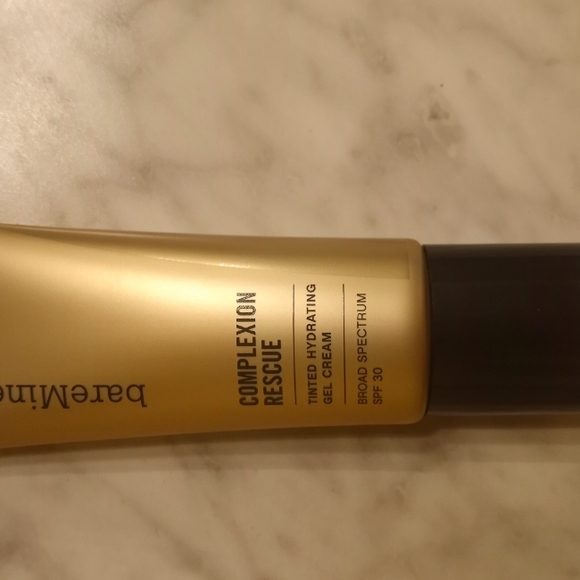 bareMine
COMPLEXION
RESCUE
TINTED HYDRATING
GEL CREAM
BROAD SPECTRUM
SPF 30